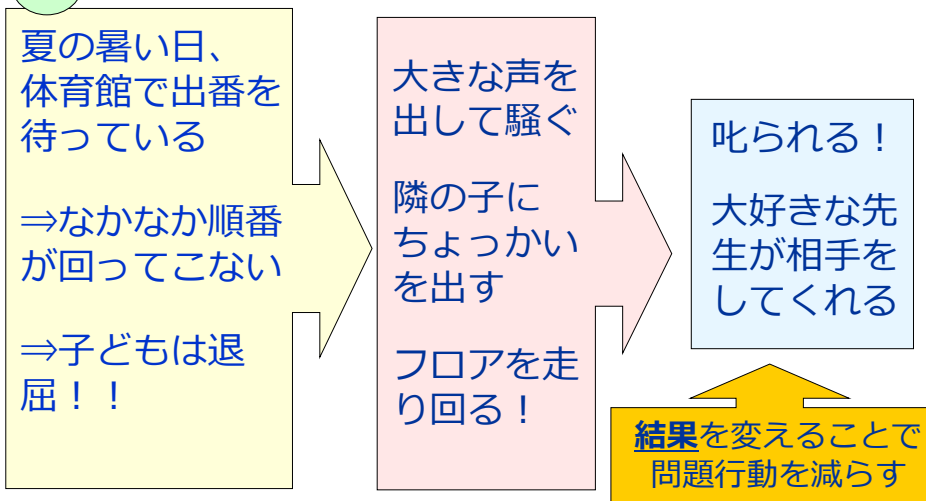 夏の暑い日、
体育館で出番を
待っている
⇒なかなか順番
が回ってこない
⇒子どもは退
屈！！
大きな声を
出して騒ぐ
隣の子に
ちょっかい
を出す
フロアを走
り回る！
叱られる！
大好きな先
生が相手を
してくれる
結果を変えることで
問題行動を減らす